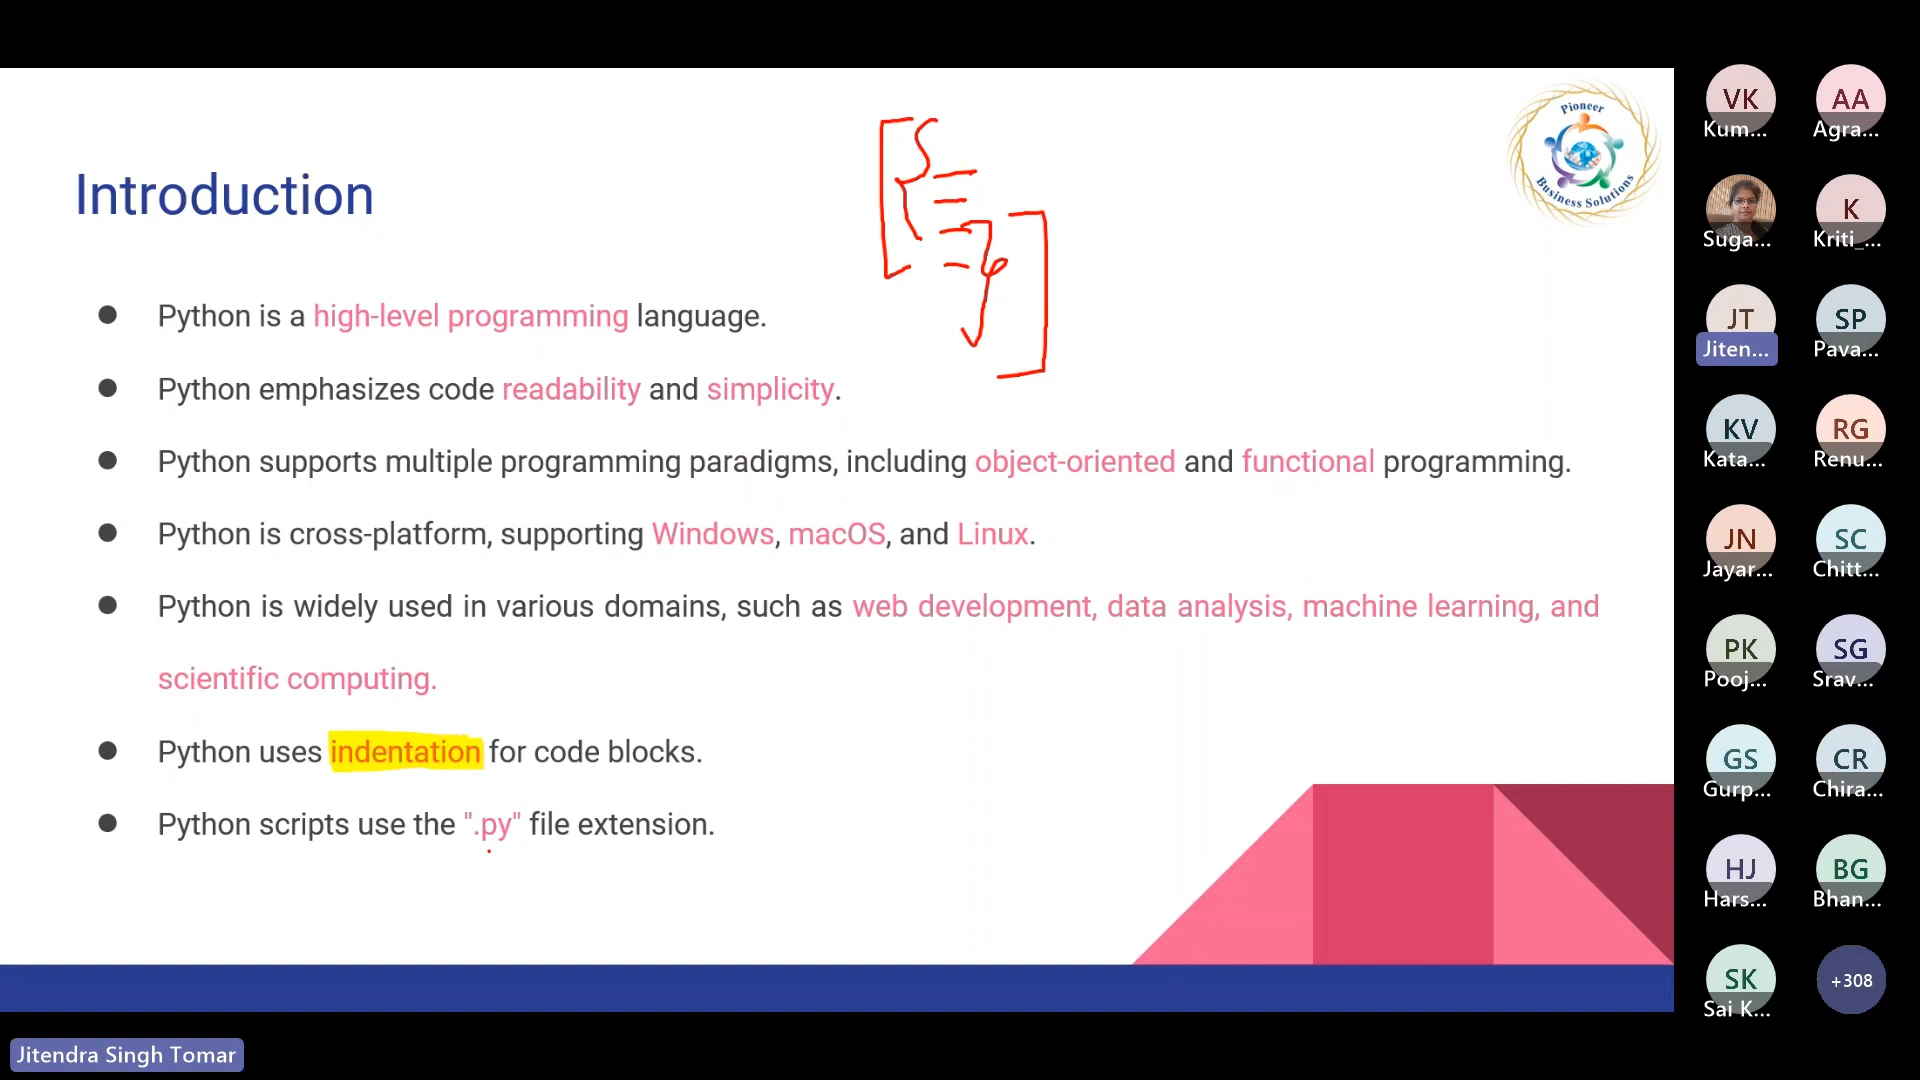 Pioneer
Business Solutions
Introduction
● Python is a high-level programming language.
● Python emphasizes code readability and simplicity.
● Python supports multiple programming paradigms, including object-oriented and functional programming.
● Python is cross-platform, supporting Windows, macOS, and Linux.
● Python is widely used in various domains, such as web development, data analysis, machine learning, and
scientific computing.
● Python uses indentation for code blocks.
● Python scripts use the ".py" file extension.
VK AA
Kum... Agra...
K
Suga... Kriti_...
JT SP
Jiten... Pava...
KV RG
Kata... Renu...
JN SC
Jayar... Chitt...
PK SG
Pooj... Srav...
GS CR
Gurp... Chira...
HJ BG
Hars... Bhan...
SK +308
Sai K...
Jitendra Singh Tomar